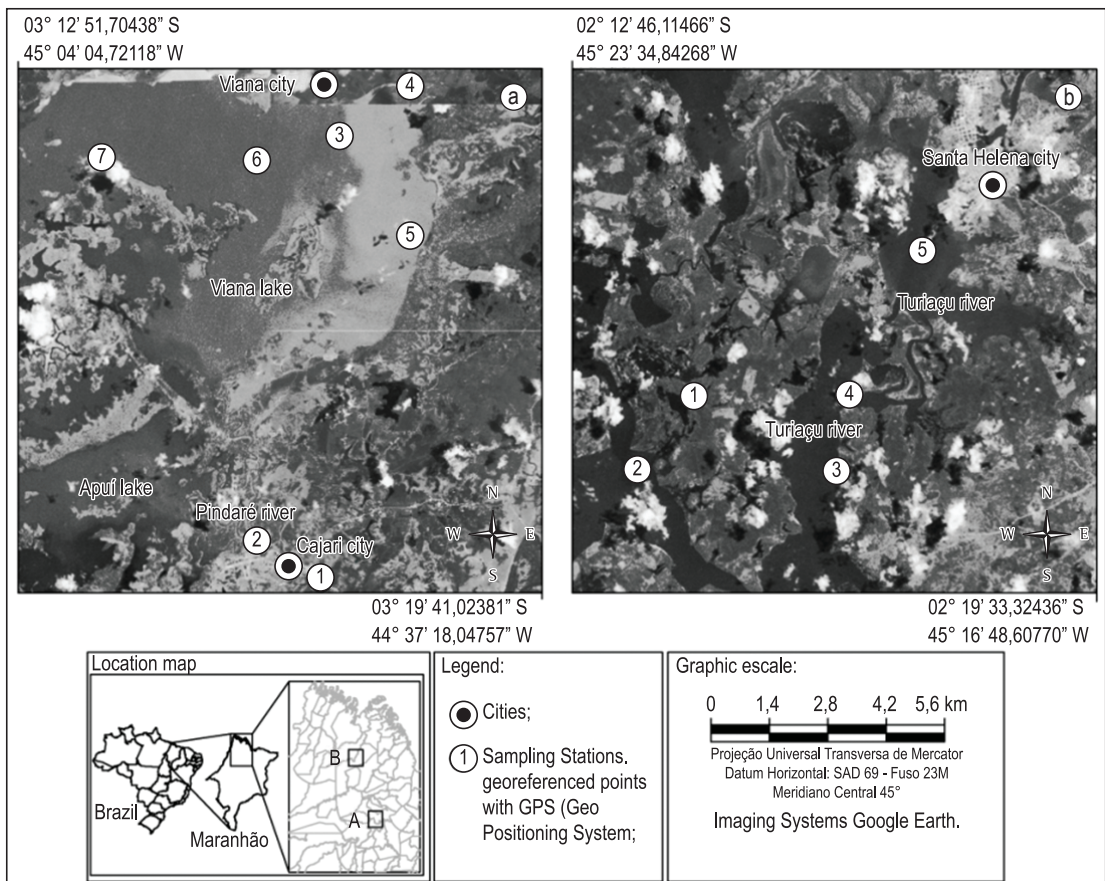 03° 12’ 51,70438” S
45° 04’ 04,72118” W
02° 12’ 46,11466” S
45° 23’ 34,84268” W
Viana city
4
a
3
6
7
5
Viana lake
Apuí lake
Pindaré river
2
Cajari city
1
N
W
E
S
b
Santa Helena city
5
Turiaçu river
1
4
Turiaçu river
2
3
N
W
E
S
03° 19’ 41,02381” S
44° 37’ 18,04757” W
02° 19’ 33,32436” S
45° 16’ 48,60770” W
Location map
B
A
Brazil
Maranhão
Legend:
Cities;
1
Sampling Stations.
georeferenced points
with GPS (Geo
Positioning System;
Graphic escale:
0 1,4 2,8 4,2 5,6 km
Projeção Universal Transversa de Mercator
Datum Horizontal: SAD 69 - Fuso 23M
Meridiano Central 45°
Imaging Systems Google Earth.